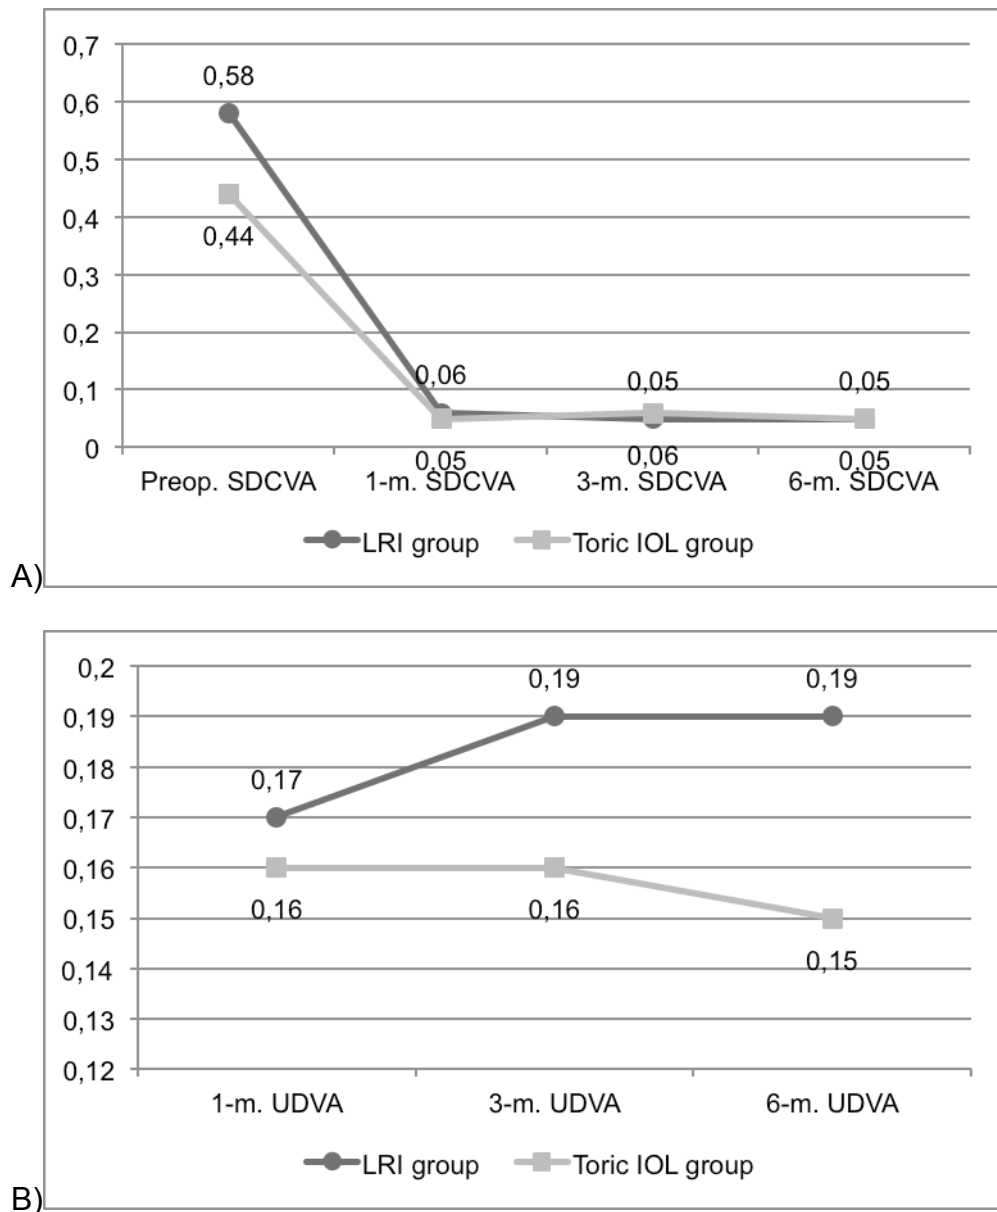 0,7
0,58
0,6
0,5
0,4
0,44
0,3
0,2
0,06 0,05 0,05
0,1
0
0,05 0,06 0,05
Preop. SDCVA 1-m. SDCVA 3-m. SDCVA 6-m. SDCVA
LRI group Toric IOL group
A)
0,2
0,19 0,19
0,19
0,18
0,17
0,17
0,16
0,16 0,16
0,15
0,15
0,14
0,13
0,12
1-m. UDVA 3-m. UDVA 6-m. UDVA
LRI group Toric IOL group
B)